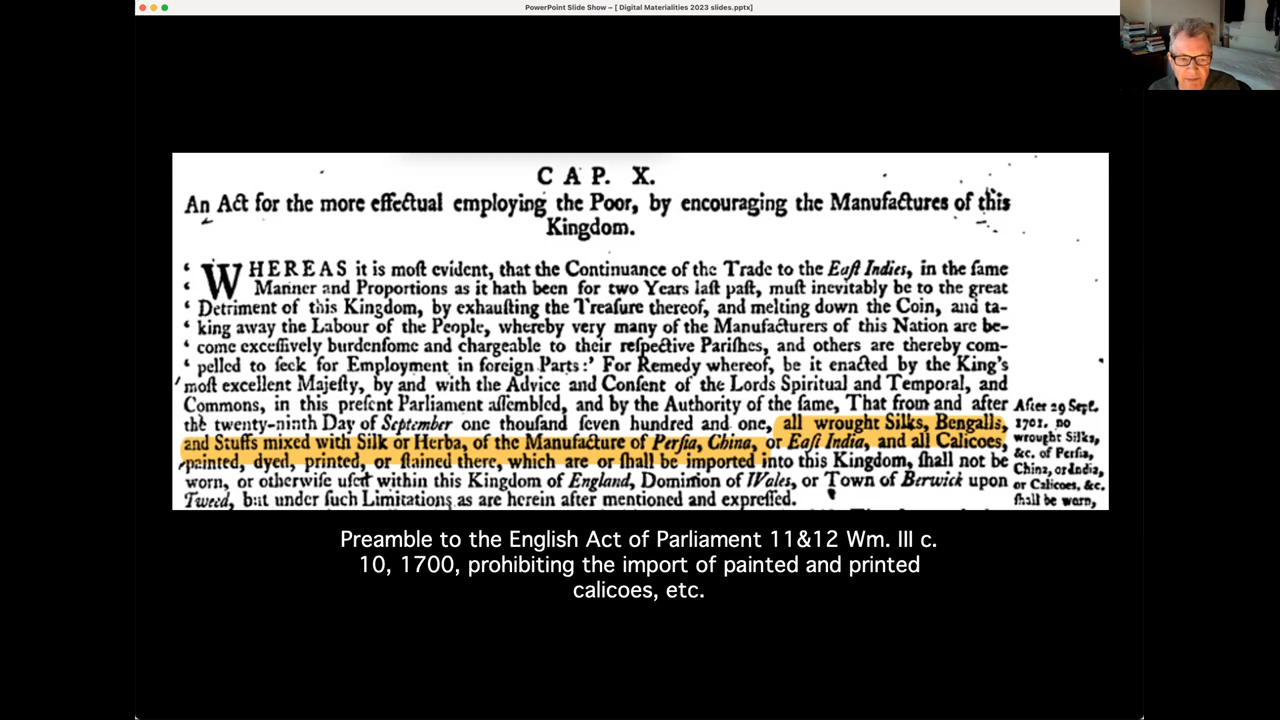 PowerPoint Slide Show – [ Digital Materialities 2023 slides.pptx]
C A P. X.
An Act for the more effectual employing the Poor, by encouraging the Manufactures of this
Kingdom.
‘ WHEREAS it is moſt evident, that the Continuance of the Trade to the Eaſt Indies, in the ſame
‘ Manner and Proportions as it hath been for two Years laſt paſt, muſt inevitably be to the great
‘ Detriment of this Kingdom, by exhauſting the Treaſure thereof, and melting down the Coin, and ta-
‘ king away the Labour of the People, whereby very many of the Manufacturers of this Nation are be-
‘ come exceſſively burdenſome and chargeable to their reſpective Pariſhes, and others are thereby com-
‘ pelled to ſeek for Employment in foreign Parts:’ For Remedy whereof, be it enacted by the King's
moſt excellent Majeſty, by and with the Advice and Conſent of the Lords Spiritual and Temporal, and
Commons, in this preſent Parliament aſſembled, and by the Authority of the ſame, That from and after
the twenty-ninth Day of September one thouſand ſeven hundred and one, all wrought Silks, Bengalls,
and Stuffs mixed with Silk or Herba, of the Manufacture of Perſia, China, or Eaſt India, and all Calicoes,
painted, dyed, printed, or ſtained there, which are or ſhall be imported into this Kingdom, ſhall not be
worn, or otherwiſe uſed within this Kingdom of England, Dominion of Wales, or Town of Berwick upon
Tweed, but under ſuch Limitations as are herein after mentioned and expreſſed.
After 29 Sept.
1701. no
wrought Silks,
&c. of Perſia,
China, or India,
or Calicoes, &c.
ſhall be worn,
Preamble to the English Act of Parliament 11&12 Wm. III c.
10, 1700, prohibiting the import of painted and printed
calicoes, etc.